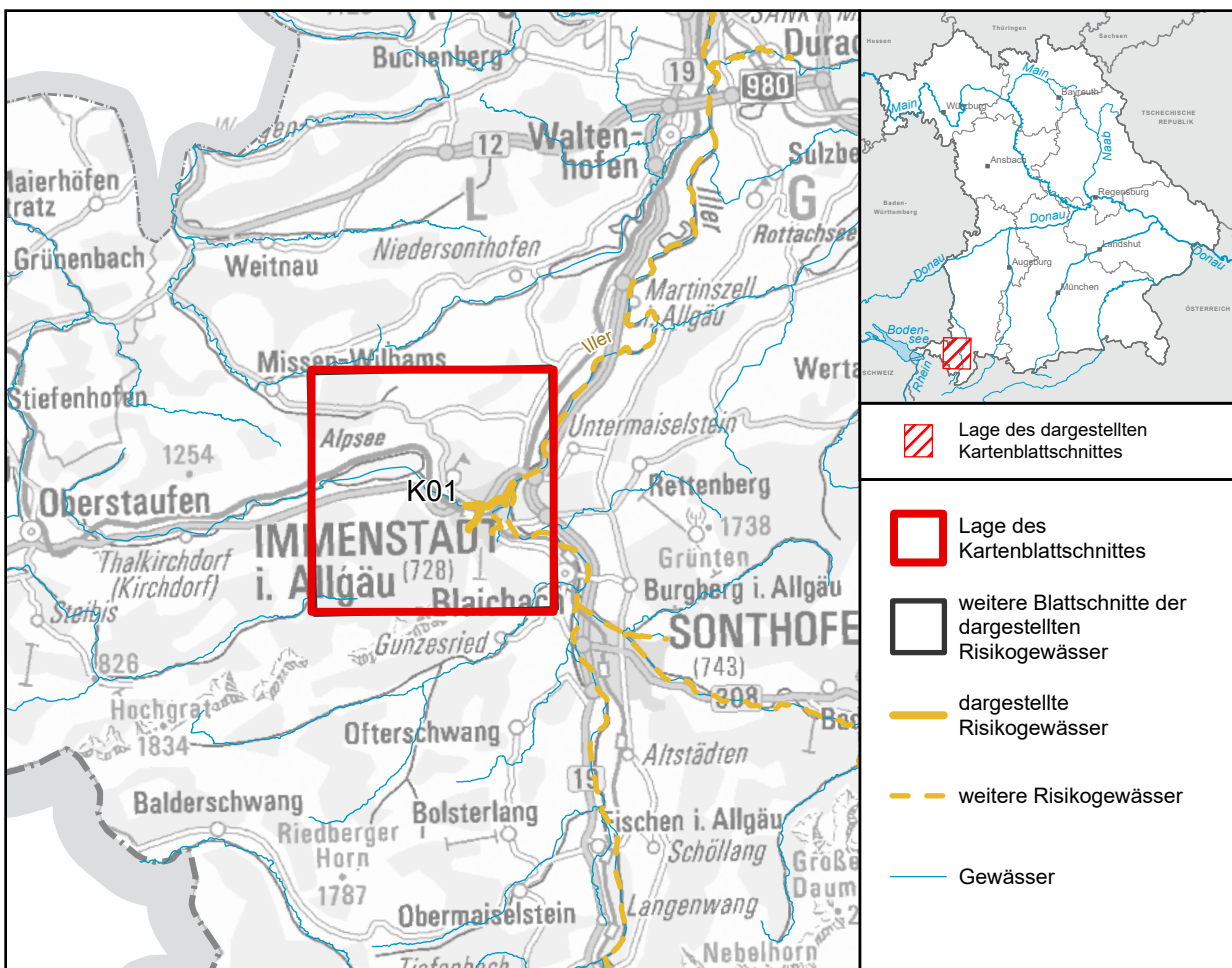 Buchenberg
Durac
19
980
12
Walten-
hofen
Sulzbe
Maierhöfen
L
G
Iller
Rottachsee
Grünenbach
Weitnau
Niedersonthofen
Martinszell
i. Allgäu
Iller
Missen-Wilhams
Werta
Stiefenhofen
Alpsee
Untermaiselstein
1254
K01
Oberstaufen
Rettenberg
1738
IMMENSTADT
i. Allgäu
(728)
Thalkirchdorf
(Kirchdorf)
Grünten
Blaichach
Burgberg i. Allgäu
Steibis
SONTHOFE
(743)
Gunzesried
826
308
Hochgrat
1834
Ofterschwang
Altstädten
19
Balderschwang
Bolsterlang
Fischen i. Allgäu
Riedberger
Horn
1787
Schöllang
Große
Daum
2
Obermaiselstein
Langenwang
Nebelhorn
Tiefenbach
Hessen
Thüringen
Sachsen
Main
Main
Bayreuth
Würzburg
TSCHECHISCHE
REPUBLIK
Naab
Ansbach
Baden-
Württemberg
Regensburg
Donau
Landshut
Donau
Donau
Augsburg
München
ÖSTERREICH
Boden-
see
Rhein
SCHWEIZ
Lage des dargestellten
Kartenblattschnittes
Lage des
Kartenblattschnittes
weitere Blattschnitte der
dargestellten
Risikogewässer
dargestellte
Risikogewässer
weitere Risikogewässer
Gewässer